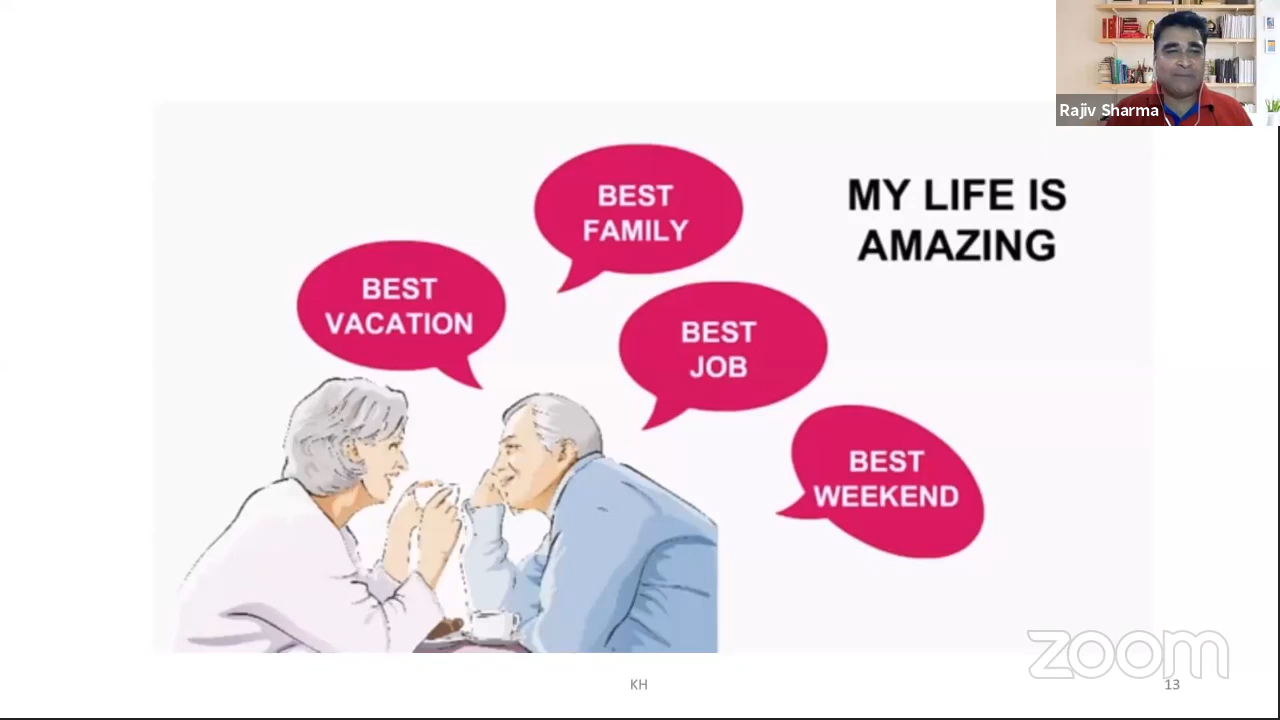 Rajiv Sharma
MY LIFE IS
AMAZING
BEST
FAMILY
BEST
VACATION
BEST
JOB
BEST
WEEKEND
zoom
KH
13